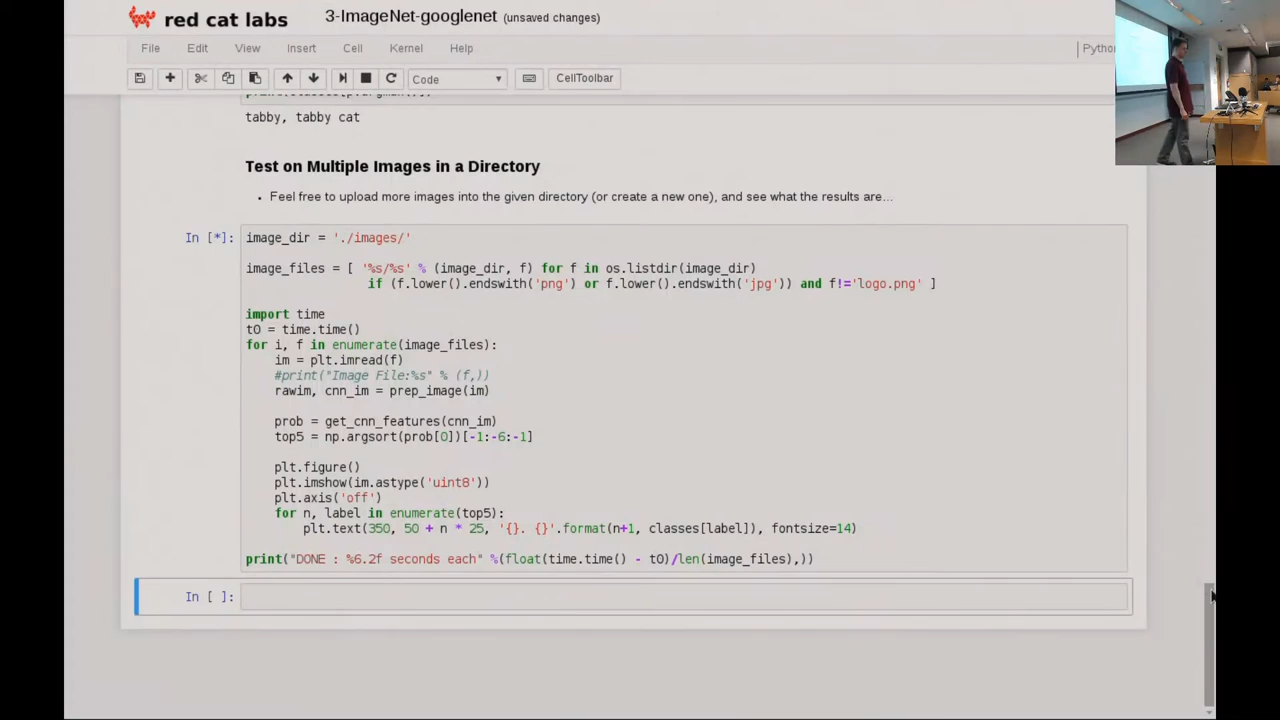 red cat labs
3-ImageNet-googlenet (unsaved changes)
File Edit View Insert Cell Kernel Help
Code CellToolbar
tabby, tabby cat
Test on Multiple Images in a Directory
• Feel free to upload more images into the given directory (or create a new one), and see what the results are...
In [*]: image_dir = './images/'
image_files = [ '%s/%s' % (image_dir, f) for f in os.listdir(image_dir)
if (f.lower().endswith('png') or f.lower().endswith('jpg')) and f!='logo.png' ]
import time
t0 = time.time()
for i, f in enumerate(image_files):
im = plt.imread(f)
#print("Image File:%s" % (f,))
rawim, cnn_im = prep_image(im)
prob = get_cnn_features(cnn_im)
top5 = np.argsort(prob[0])[-1:-6:-1]
plt.figure()
plt.imshow(im.astype('uint8'))
plt.axis('off')
for n, label in enumerate(top5):
plt.text(350, 50 + n * 25, '{}. {}'.format(n+1, classes[label]), fontsize=14)
print("DONE : %6.2f seconds each" %(float(time.time() - t0)/len(image_files),))
In [ ]: